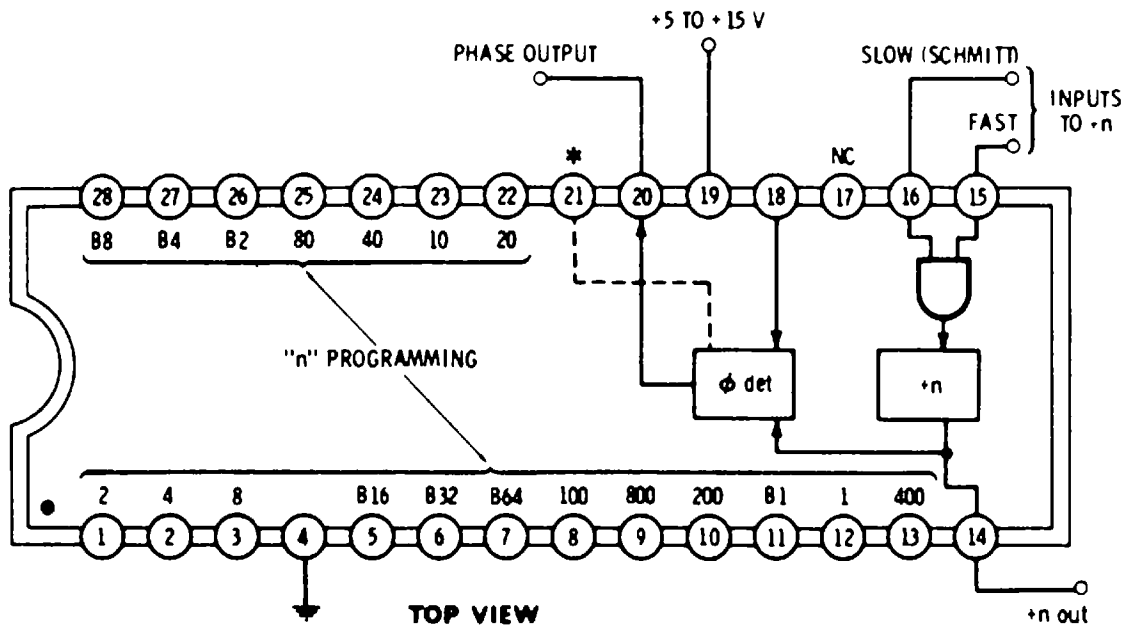 +5 TO +15 V
PHASE OUTPUT
SLOW (SCHMITT)
INPUTS
TO ÷n
FAST
*
NC
28 27 26 25 24 23 22 21 20 19 18 17 16 15
B8 B4 B2 80 40 10 20
"n" PROGRAMMING
ϕ det
÷n
2 4 8 B16 B32 B64 100 800 200 B1 1 400
1 2 3 4 5 6 7 8 9 10 11 12 13 14
TOP VIEW
÷n out